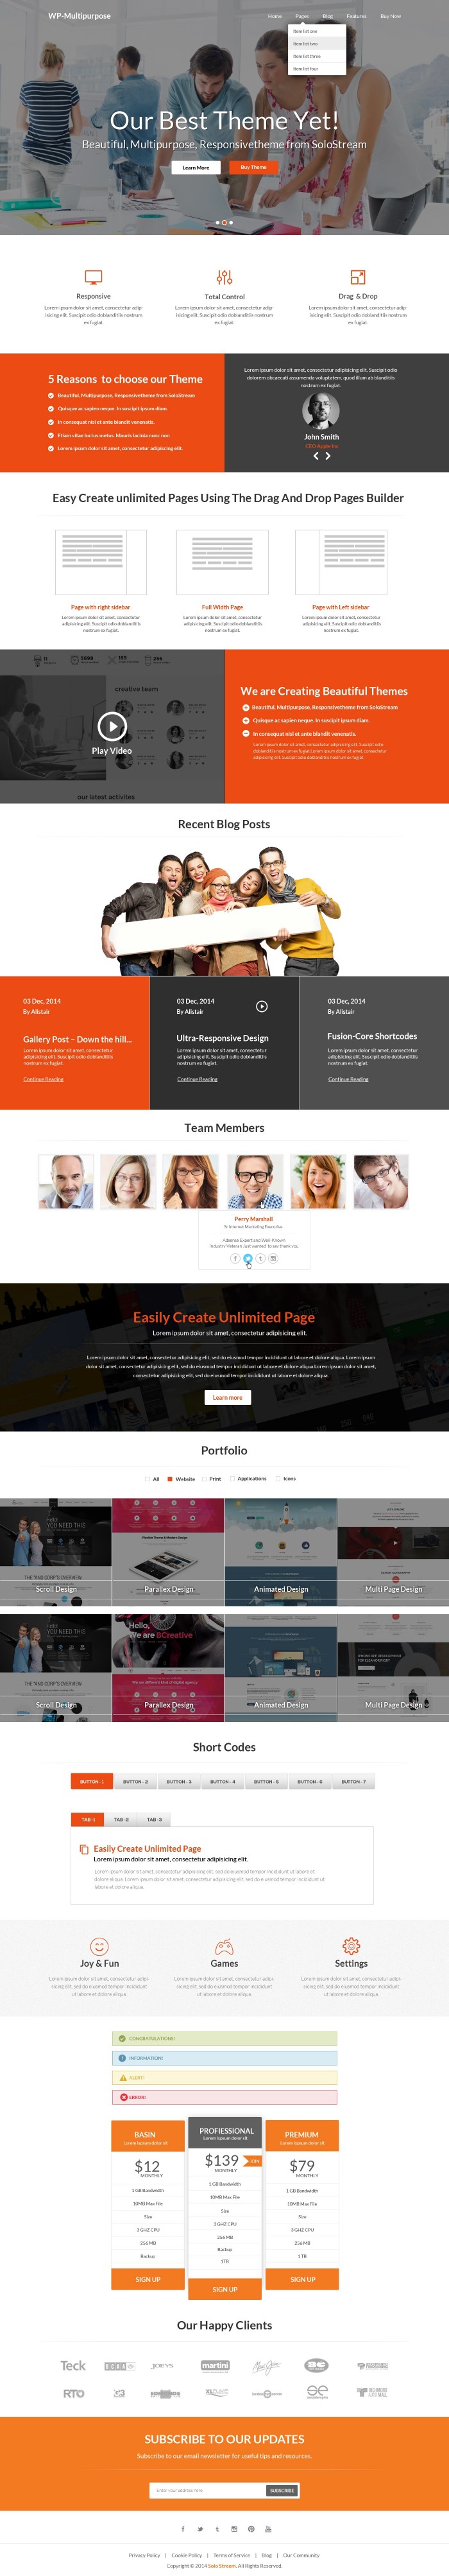 WP-Multipurpose
Home Pages Blog Features Buy Now
Item list one
Item list two
Item list three
Item list four
Our Best Theme Yet!
Beautiful, Multipurpose, Responsivetheme from SoloStream
Learn More Buy Theme
Responsive
Lorem ipsum dolor sit amet, consectetur adip-
isicing elit. Suscipit odio doblanditiis nostrum
ex fugiat.
Total Control
Lorem ipsum dolor sit amet, consectetur adip-
isicing elit. Suscipit odio doblanditiis nostrum
ex fugiat.
Drag & Drop
Lorem ipsum dolor sit amet, consectetur adip-
isicing elit. Suscipit odio doblanditiis nostrum
ex fugiat.
5 Reasons to choose our Theme
Beautiful, Multipurpose, Responsivetheme from SoloStream
Quisque ac sapien neque. In suscipit ipsum diam.
In consequat nisl et ante blandit venenatis.
Etiam vitae luctus metus. Mauris lacinia nunc non
Lorem ipsum dolor sit amet, consectetur adipiscing elit.
Lorem ipsum dolor sit amet, consectetur adipisicing elit. Suscipit odio
dolorem obcaecati assumenda voluptatem, quod illum ab blanditiis
nostrum ex fugiat.
John Smith
CEO Apple Inc
Easy Create unlimited Pages Using The Drag And Drop Pages Builder
Page with right sidebar
Lorem ipsum dolor sit amet, consectetur
adipisicing elit. Suscipit odio doblanditiis
nostrum ex fugiat.
Full Width Page
Lorem ipsum dolor sit amet, consectetur
adipisicing elit. Suscipit odio doblanditiis
nostrum ex fugiat.
Page with Left sidebar
Lorem ipsum dolor sit amet, consectetur
adipisicing elit. Suscipit odio doblanditiis
nostrum ex fugiat.
creative team
Play Video
our latest activites
We are Creating Beautiful Themes
Beautiful, Multipurpose, Responsivetheme from SoloStream
Quisque ac sapien neque. In suscipit ipsum diam.
In consequat nisl et ante blandit venenatis.
Lorem ipsum dolor sit amet, consectetur
adipisicing elit. Suscipit odio doblanditiis
nostrum ex fugiat.
Recent Blog Posts
03 Dec, 2014
By Alistair
Gallery Post – Down the hill...
Lorem ipsum dolor sit amet, consectetur
adipisicing elit. Suscipit odio doblanditiis
nostrum ex fugiat.
Continue Reading
03 Dec, 2014
By Alistair
Ultra-Responsive Design
Lorem ipsum dolor sit amet, consectetur
adipisicing elit. Suscipit odio doblanditiis
nostrum ex fugiat.
Continue Reading
03 Dec, 2014
By Alistair
Fusion-Core Shortcodes
Lorem ipsum dolor sit amet, consectetur
adipisicing elit. Suscipit odio doblanditiis
nostrum ex fugiat.
Continue Reading
Team Members
Perry Marshall
Sr Internet Marketing Executive
Adsense Expert and Well-Known
Industry Veteran Just wanted to say thank you
Easily Create Unlimited Page
Lorem ipsum dolor sit amet, consectetur adipisicing elit.
Lorem ipsum dolor sit amet, consectetur adipisicing elit, sed do eiusmod tempor incididunt ut labore et dolore aliqua. Lorem ipsum
dolor sit amet, consectetur adipisicing elit, sed do eiusmod tempor incididunt ut labore et dolore aliqua.Lorem ipsum dolor sit amet,
consectetur adipisicing elit, sed do eiusmod tempor incididunt ut labore et dolore aliqua.
Learn more
Portfolio
All Website Print Applications Icons
Scroll Design Parallex Design Animated Design Multi Page Design
Hello,
We are BCreative
Scroll Design Parallex Design Animated Design Multi Page Design
Short Codes
BUTTON - 1 BUTTON - 2 BUTTON - 3 BUTTON - 4 BUTTON - 5 BUTTON - 6 BUTTON - 7
TAB -1 TAB -2 TAB -3
Easily Create Unlimited Page
Lorem ipsum dolor sit amet, consectetur adipisicing elit.
Lorem ipsum dolor sit amet, consectetur adipisicing elit, sed do eiusmod tempor incididunt ut labore et
dolore aliqua. Lorem ipsum dolor sit amet, consectetur adipisicing elit, sed do eiusmod tempor incididunt
ut labore et dolore aliqua.
Joy & Fun
Lorem ipsum dolor sit amet, consectetur adipi-
sicing elit, sed do eiusmod tempor incididunt
ut labore et dolore aliqua.
Games
Lorem ipsum dolor sit amet, consectetur adipi-
sicing elit, sed do eiusmod tempor incididunt
ut labore et dolore aliqua.
Settings
Lorem ipsum dolor sit amet, consectetur adipi-
sicing elit, sed do eiusmod tempor incididunt
ut labore et dolore aliqua.
CONGRATULATIONS!
INFORMATION!
ALERT!
ERROR!
BASIN
Lorem ipsum dolor sit
$12
MONTHLY
1 GB Bandwidth
10MB Max File
Size
3 GHZ CPU
256 MB
Backup
SIGN UP
PROFIESSIONAL
Lorem ipsum dolor sit
$139
MONTHLY
1 GB Bandwidth
10MB Max File
Size
3 GHZ CPU
256 MB
Backup
1TB
SIGN UP
PREMIUM
Lorem ipsum dolor sit
$79
MONTHLY
1 GB Bandwidth
10MB Max File
Size
3 GHZ CPU
256 MB
1 TB
SIGN UP
Our Happy Clients
Teck
JOEY'S
martini
RTO
SUBSCRIBE TO OUR UPDATES
Subscribe to our email newsletter for useful tips and resources.
Enter your address here
SUBSCRIBE
Privacy Policy | Cookie Policy | Terms of Service | Blog | Our Community
Copyright © 2014 Solo Stream. All Rights Reserved.